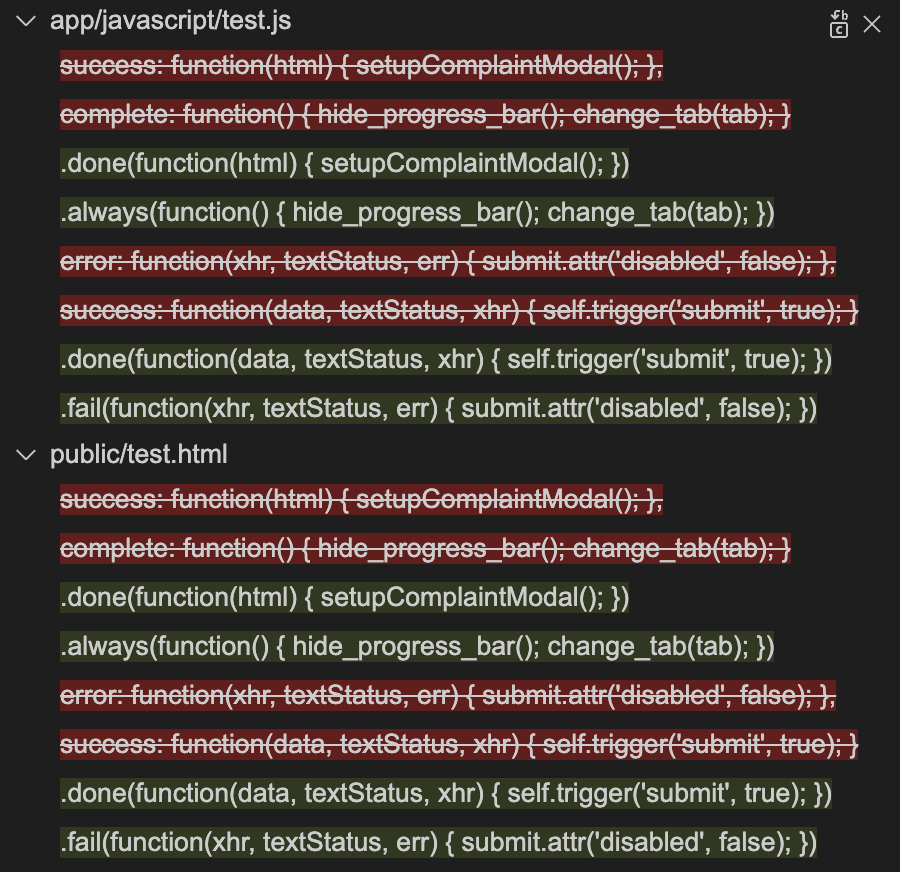 app/javascript/test.js
success: function(html) { setupComplaintModal(); },
complete: function() { hide_progress_bar(); change_tab(tab); }
.done(function(html) { setupComplaintModal(); })
.always(function() { hide_progress_bar(); change_tab(tab); })
error: function(xhr, textStatus, err) { submit.attr('disabled', false); },
success: function(data, textStatus, xhr) { self.trigger('submit', true); }
.done(function(data, textStatus, xhr) { self.trigger('submit', true); })
.fail(function(xhr, textStatus, err) { submit.attr('disabled', false); })
public/test.html
success: function(html) { setupComplaintModal(); },
complete: function() { hide_progress_bar(); change_tab(tab); }
.done(function(html) { setupComplaintModal(); })
.always(function() { hide_progress_bar(); change_tab(tab); })
error: function(xhr, textStatus, err) { submit.attr('disabled', false); },
success: function(data, textStatus, xhr) { self.trigger('submit', true); }
.done(function(data, textStatus, xhr) { self.trigger('submit', true); })
.fail(function(xhr, textStatus, err) { submit.attr('disabled', false); })